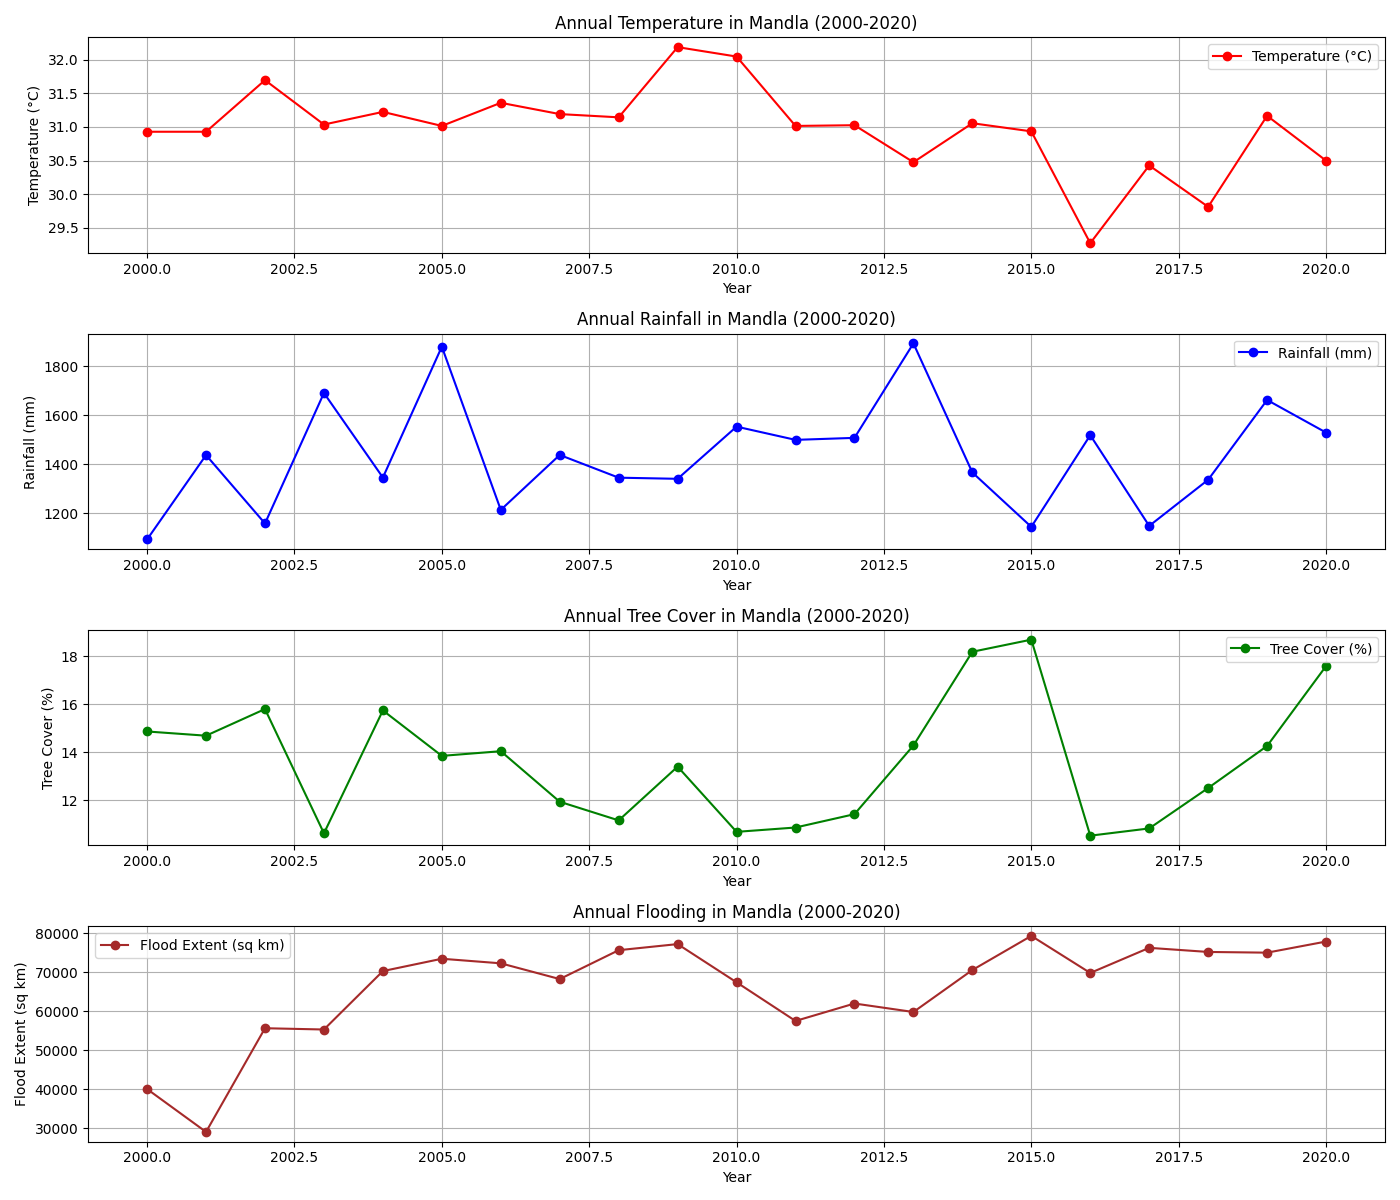 Annual Temperature in Mandla (2000-2020)
Temperature (°C)
32.0
31.5
31.0
30.5
30.0
29.5
Temperature (°C)
2000.0 2002.5 2005.0 2007.5 2010.0 2012.5 2015.0 2017.5 2020.0
Year
Annual Rainfall in Mandla (2000-2020)
Rainfall (mm)
1800
1600
1400
1200
Rainfall (mm)
2000.0 2002.5 2005.0 2007.5 2010.0 2012.5 2015.0 2017.5 2020.0
Year
Annual Tree Cover in Mandla (2000-2020)
Tree Cover (%)
18
16
14
12
Tree Cover (%)
2000.0 2002.5 2005.0 2007.5 2010.0 2012.5 2015.0 2017.5 2020.0
Year
Annual Flooding in Mandla (2000-2020)
Flood Extent (sq km)
80000
70000
60000
50000
40000
30000
Flood Extent (sq km)
2000.0 2002.5 2005.0 2007.5 2010.0 2012.5 2015.0 2017.5 2020.0
Year